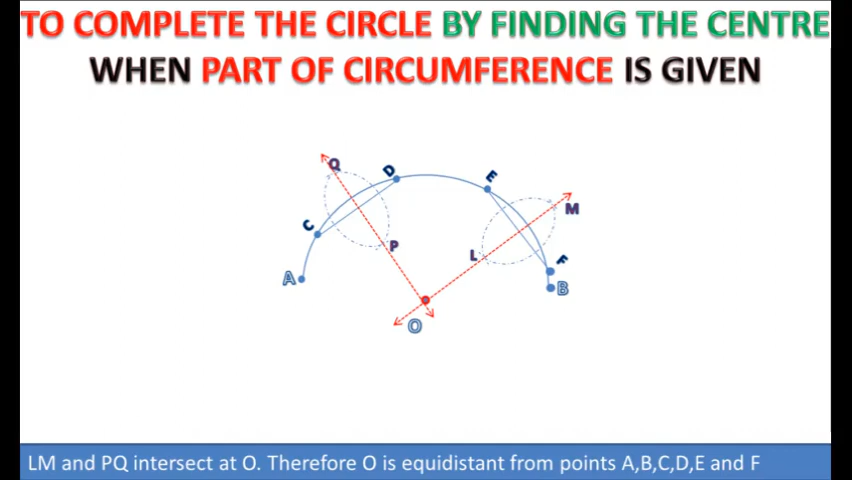 TO COMPLETE THE CIRCLE BY FINDING THE CENTRE
WHEN PART OF CIRCUMFERENCE IS GIVEN
Q
D
E
C
M
P
L
F
A
B
O
LM and PQ intersect at O. Therefore O is equidistant from points A,B,C,D,E and F